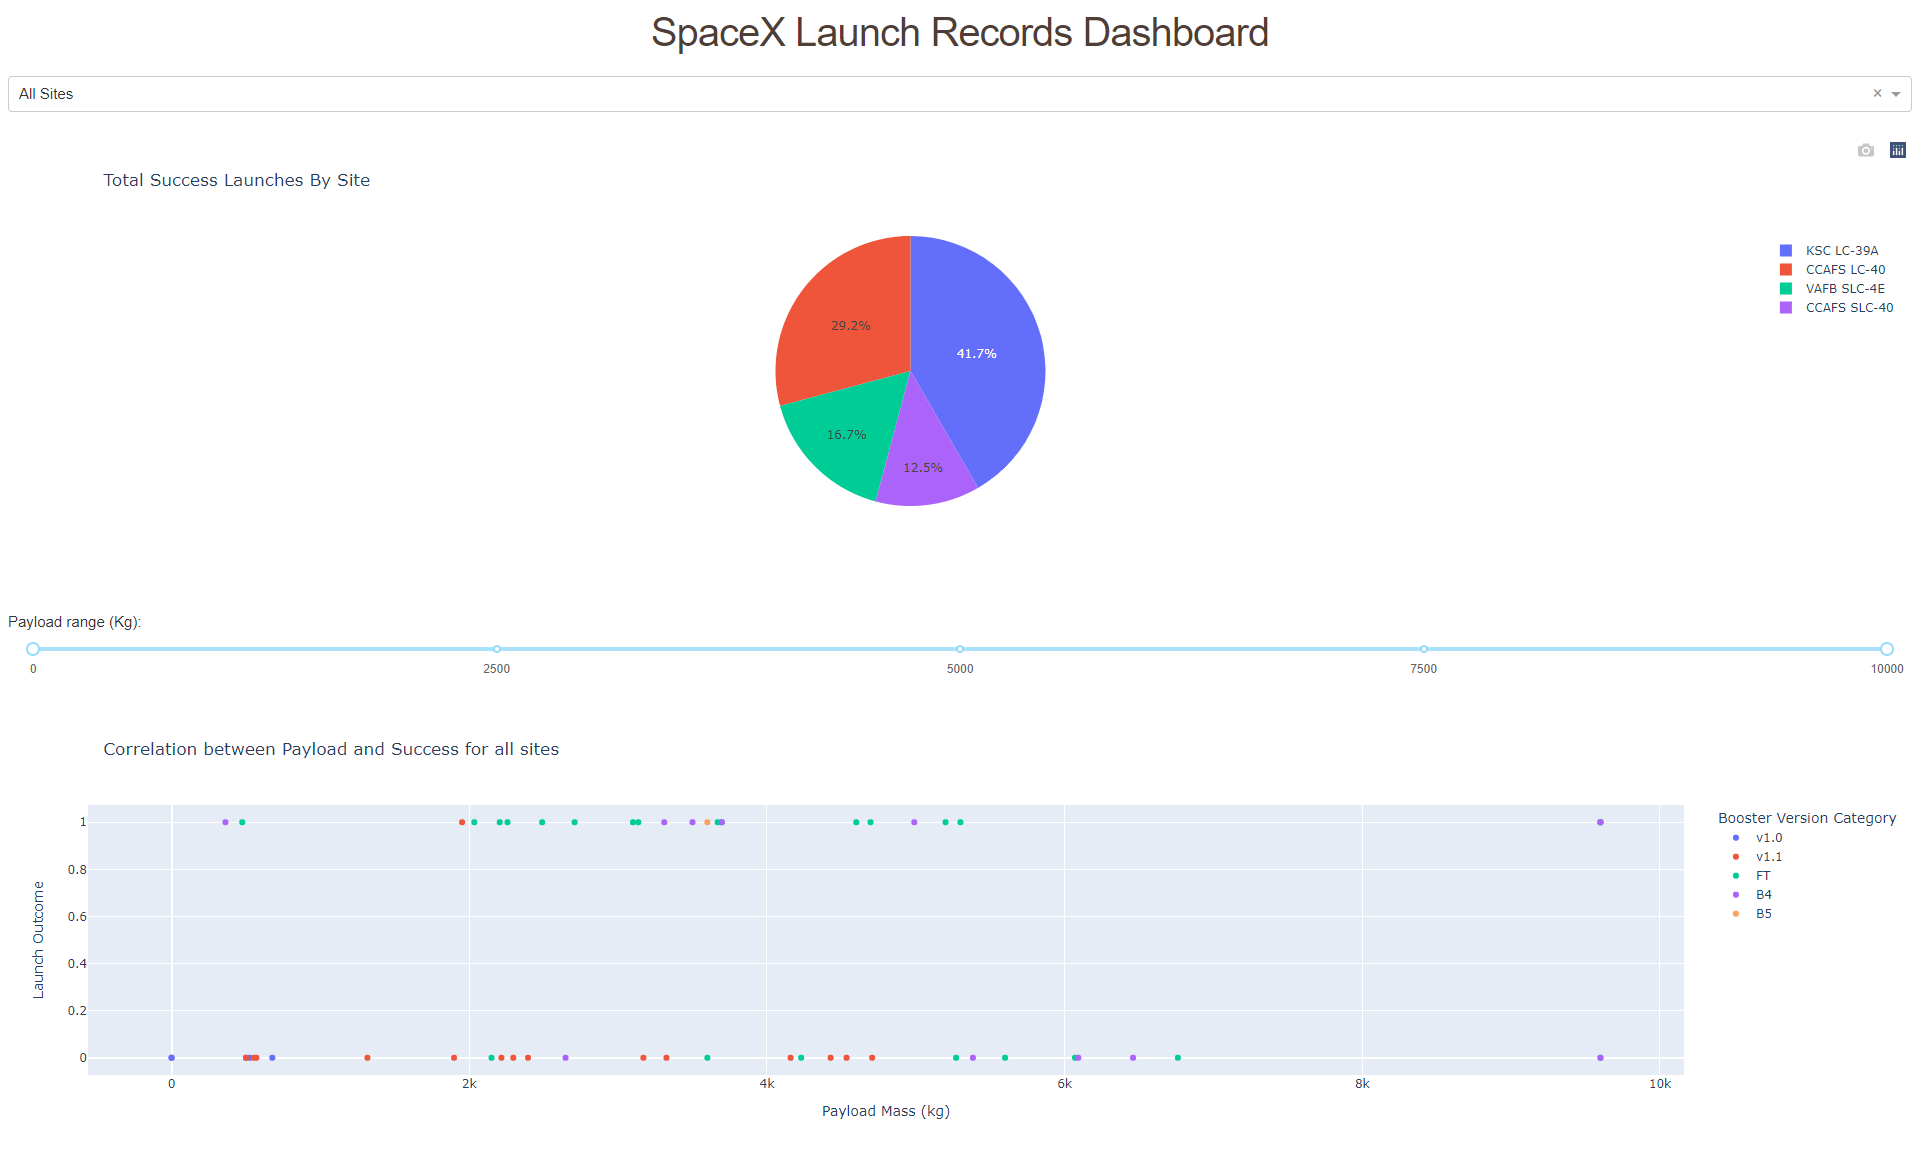 SpaceX Launch Records Dashboard
All Sites
Total Success Launches By Site
29.2%
41.7%
16.7%
12.5%
KSC LC-39A
CCAFS LC-40
VAFB SLC-4E
CCAFS SLC-40
Payload range (Kg):
0 2500 5000 7500 10000
Correlation between Payload and Success for all sites
1
0.8
0.6
0.4
0.2
0
Launch Outcome
0 2k 4k 6k 8k 10k
Payload Mass (kg)
Booster Version Category
v1.0
v1.1
FT
B4
B5